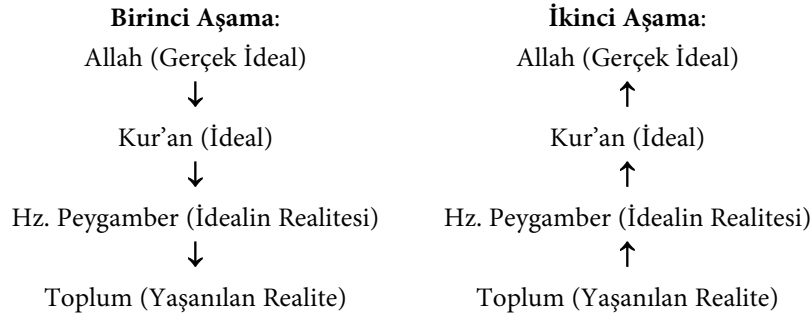 Birinci Aşama:
Allah (Gerçek İdeal)
↓
Kur’an (İdeal)
↓
Hz. Peygamber (İdealin Realitesi)
↓
Toplum (Yaşanılan Realite)
İkinci Aşama:
Allah (Gerçek İdeal)
↑
Kur’an (İdeal)
↑
Hz. Peygamber (İdealin Realitesi)
↑
Toplum (Yaşanılan Realite)